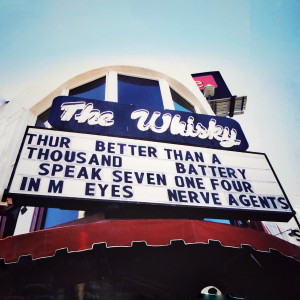 The Whisky
THUR BETTER THAN A
THOUSAND BATTERY
SPEAK SEVEN ONE FOUR
IN M EYES NERVE AGENTS